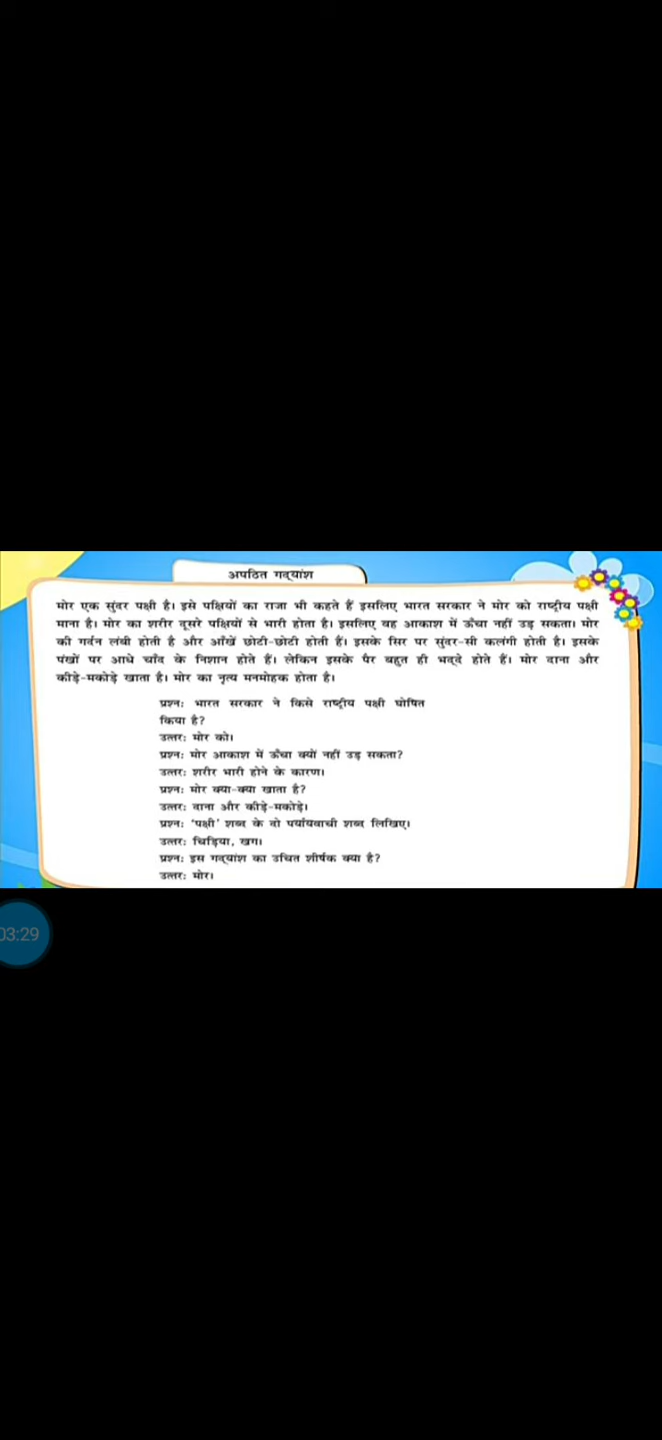 अपठित गद्यांश
मोर एक सुंदर पक्षी है। इसे पक्षियों का राजा भी कहते हैं इसलिए भारत सरकार ने मोर को राष्ट्रीय पक्षी
माना है। मोर का शरीर दूसरे पक्षियों से भारी होता है। इसलिए वह आकाश में ऊँचा नहीं उड़ सकता। मोर
की गर्दन लंबी होती है और आँखें छोटी-छोटी होती हैं। इसके सिर पर सुंदर-सी कलंगी होती है। इसके
पंखों पर आधे चाँद के निशान होते हैं। लेकिन इसके पैर बहुत ही भद्दे होते हैं। मोर दाना और
कीड़े-मकोड़े खाता है। मोर का नृत्य मनमोहक होता है।
प्रश्न: भारत सरकार ने किसे राष्ट्रीय पक्षी घोषित
किया है?
उत्तर: मोर को।
प्रश्न: मोर आकाश में ऊँचा क्यों नहीं उड़ सकता?
उत्तर: शरीर भारी होने के कारण।
प्रश्न: मोर क्या-क्या खाता है?
उत्तर: दाना और कीड़े-मकोड़े।
प्रश्न: 'पक्षी' शब्द के दो पर्यायवाची शब्द लिखिए।
उत्तर: चिड़िया, खग।
प्रश्न: इस गद्यांश का उचित शीर्षक क्या है?
उत्तर: मोर।
03:29